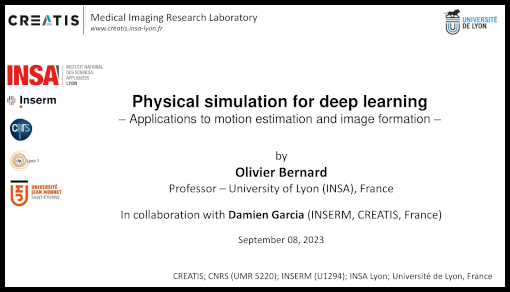 CREATIS
Medical Imaging Research Laboratory
www.creatis.insa-lyon.fr
UNIVERSITÉ
DE LYON
INSA
INSTITUT NATIONAL
DES SCIENCES
APPLIQUÉES
LYON
Inserm
cnrs
Lyon 1
UNIVERSITÉ
JEAN MONNET
SAINT-ÉTIENNE
Physical simulation for deep learning
– Applications to motion estimation and image formation –
by
Olivier Bernard
Professor – University of Lyon (INSA), France
In collaboration with Damien Garcia (INSERM, CREATIS, France)
September 08, 2023
CREATIS; CNRS (UMR 5220); INSERM (U1294); INSA Lyon; Université de Lyon, France